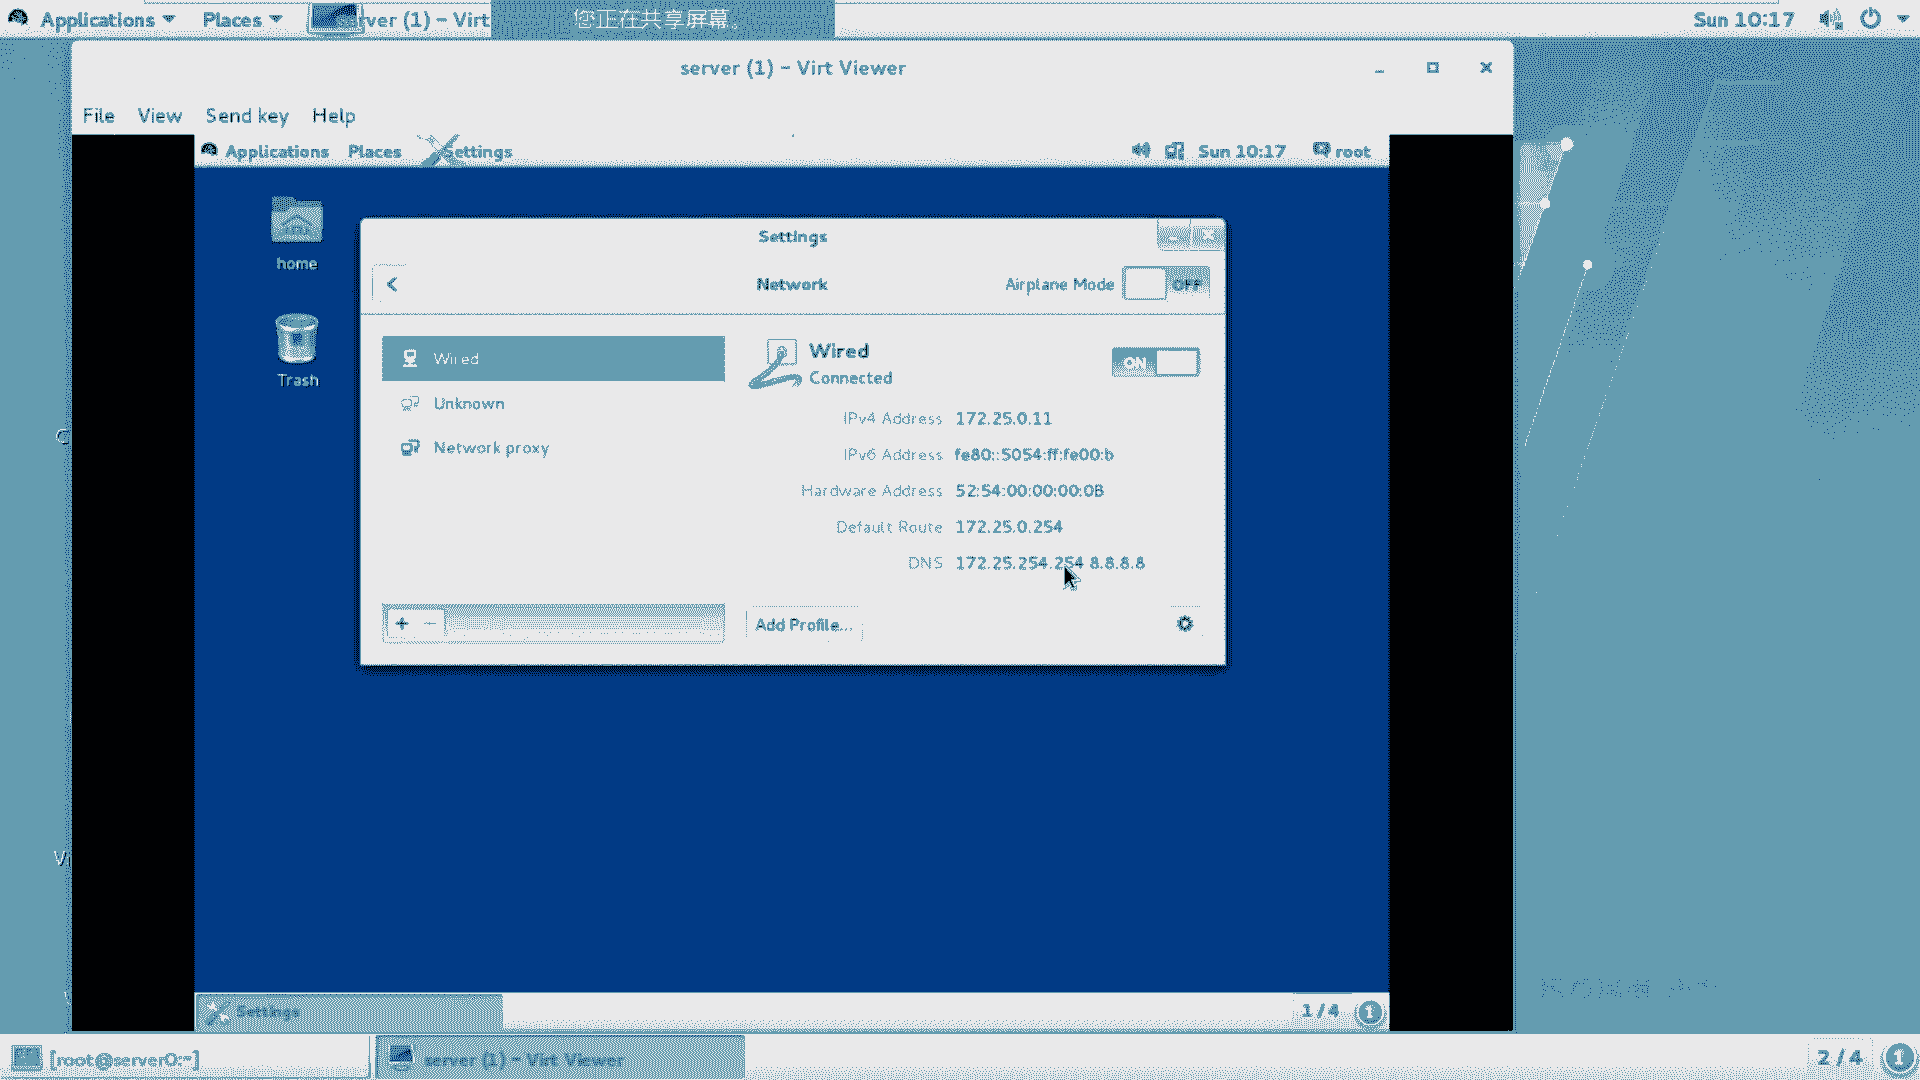 Applications
Places
rver (1) - Virt
您正在共享屏幕。
Sun 10:17
server (1) - Virt Viewer
File
View
Send key
Help
Applications
Places
Settings
Sun 10:17
root
home
Trash
Settings
Network
Airplane Mode
OFF
Wired
Unknown
Network proxy
Wired
Connected
ON
IPv4 Address 172.25.0.11
IPv6 Address fe80::5054:ff:fe00:b
Hardware Address 52:54:00:00:00:0B
Default Route 172.25.0.254
DNS 172.25.254.254 8.8.8.8
+ −
Add Profile...
Settings
1 / 4
1
[root@server0:~]
server (1) - Virt Viewer
2 / 4
1